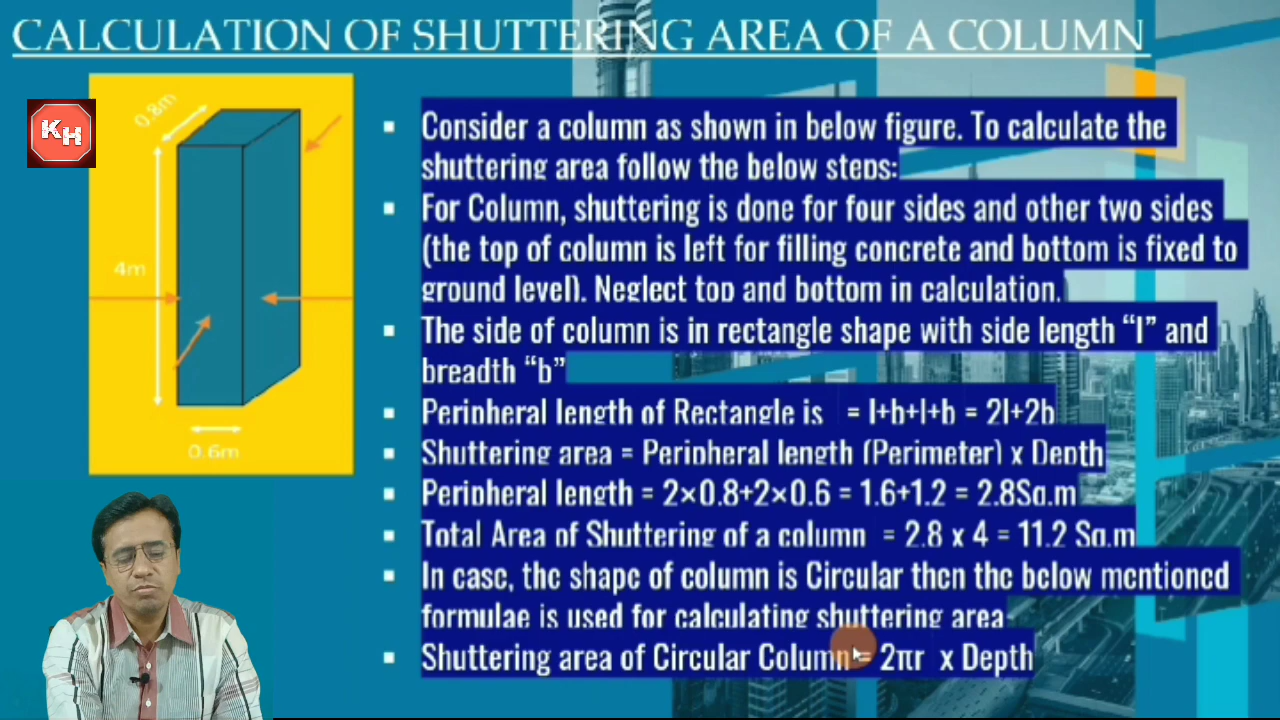 CALCULATION OF SHUTTERING AREA OF A COLUMN
KH
0.8m
4m
0.6m
▪ Consider a column as shown in below figure. To calculate the
shuttering area follow the below steps:
▪ For Column, shuttering is done for four sides and other two sides
(the top of column is left for filling concrete and bottom is fixed to
ground level). Neglect top and bottom in calculation.
▪ The side of column is in rectangle shape with side length “l” and
breadth “b”
▪ Peripheral length of Rectangle is = l+b+l+b = 2l+2b
▪ Shuttering area = Peripheral length (Perimeter) x Depth
▪ Peripheral length = 2×0.8+2×0.6 = 1.6+1.2 = 2.8Sq.m
▪ Total Area of Shuttering of a column = 2.8 x 4 = 11.2 Sq.m
▪ In case, the shape of column is Circular then the below mentioned
formulae is used for calculating shuttering area
▪ Shuttering area of Circular Column = 2πr x Depth